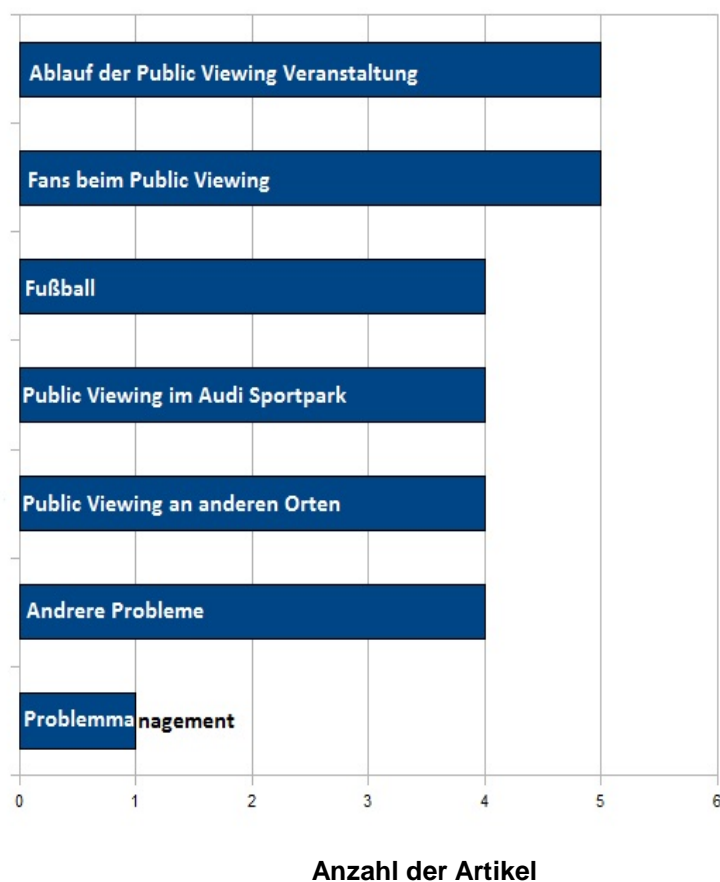 Ablauf der Public Viewing Veranstaltung
Fans beim Public Viewing
Fußball
Public Viewing im Audi Sportpark
Public Viewing an anderen Orten
Andrere Probleme
Problemmanagement
0 1 2 3 4 5 6
Anzahl der Artikel